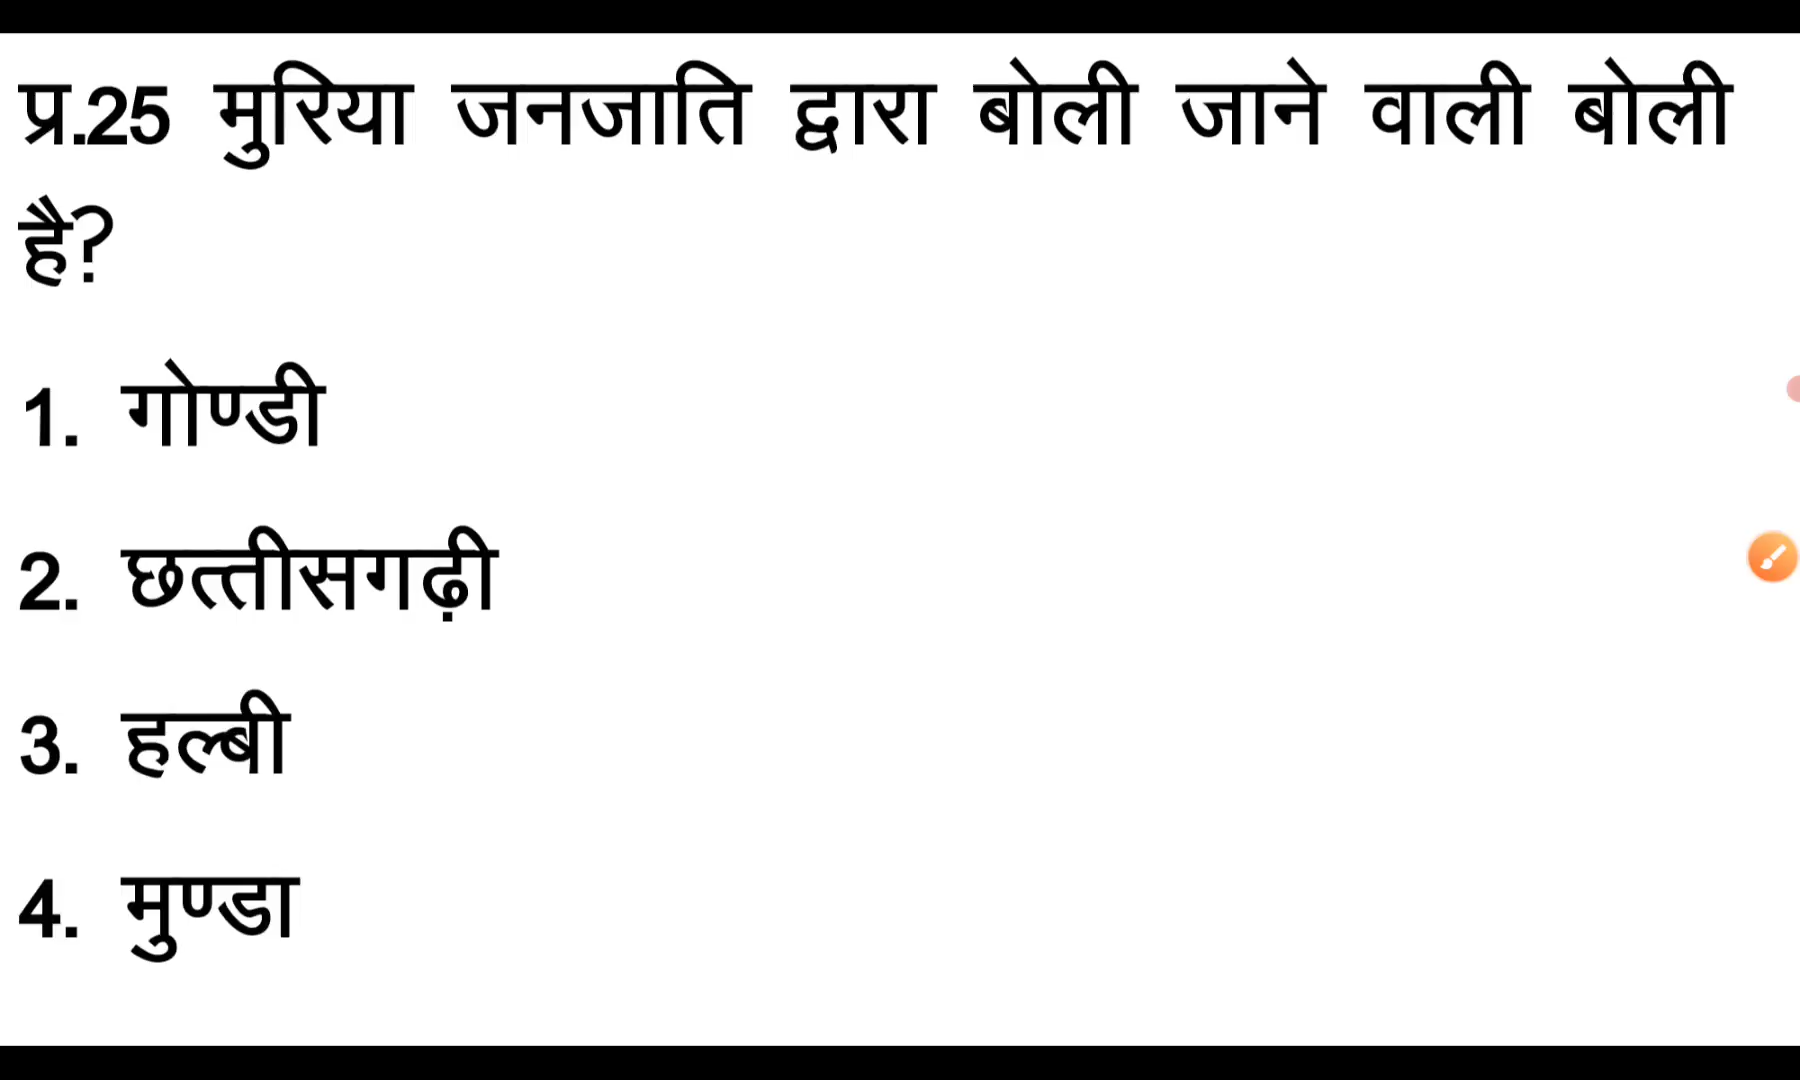 प्र.25 मुरिया जनजाति द्वारा बोली जाने वाली बोली
है?
1. गोण्डी
2. छत्तीसगढ़ी
3. हल्बी
4. मुण्डा